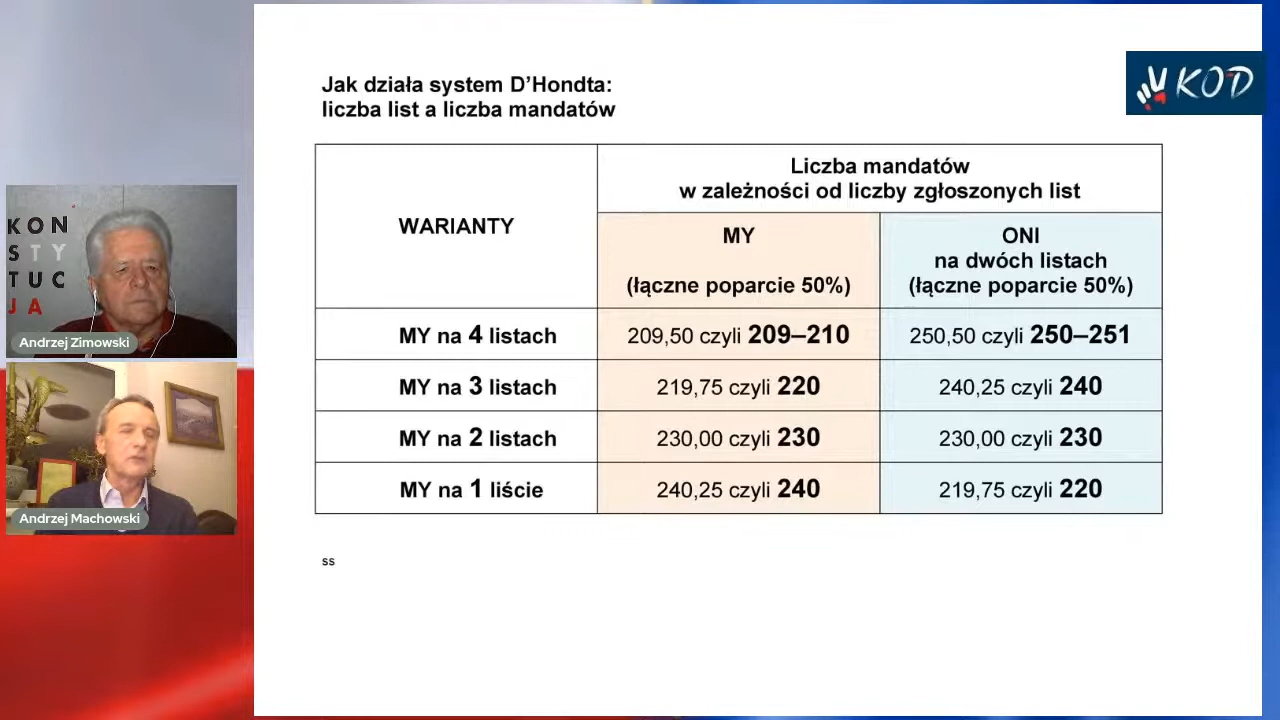 Jak działa system D’Hondta:
liczba list a liczba mandatów
KOD
WARIANTY
Liczba mandatów
w zależności od liczby zgłoszonych list
MY
(łączne poparcie 50%)
ONI
na dwóch listach
(łączne poparcie 50%)
MY na 4 listach
209,50 czyli 209–210
250,50 czyli 250–251
MY na 3 listach
219,75 czyli 220
240,25 czyli 240
MY na 2 listach
230,00 czyli 230
230,00 czyli 230
MY na 1 liście
240,25 czyli 240
219,75 czyli 220
ss
KON
STY
TUC
JA
Andrzej Zimowski
Andrzej Machowski